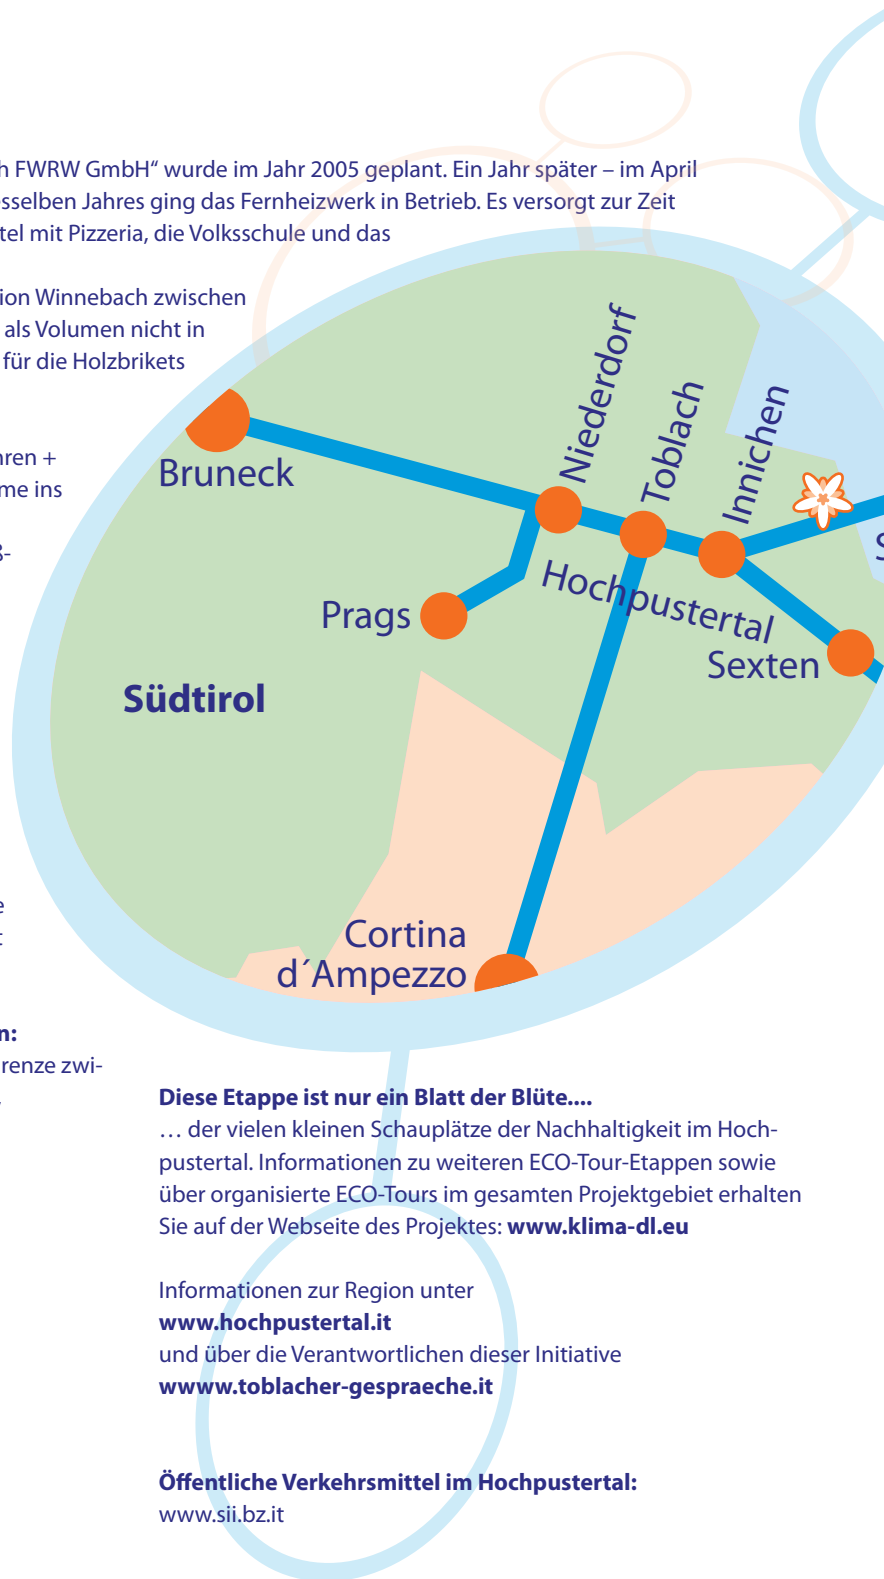 h FWRW GmbH“ wurde im Jahr 2005 geplant. Ein Jahr später – im April
sselben Jahres ging das Fernheizwerk in Betrieb. Es versorgt zur Zeit
tel mit Pizzeria, die Volksschule und das
ion Winnebach zwischen
als Volumen nicht in
für die Holzbrikets
hren +
me ins
ß-
Niederdorf
Toblach
Innichen
Bruneck
S
Hochpustertal
Prags
Sexten
Südtirol
e
t
Cortina
d´Ampezzo
n:
renze zwi-
Diese Etappe ist nur ein Blatt der Blüte....
… der vielen kleinen Schauplätze der Nachhaltigkeit im Hoch-
pustertal. Informationen zu weiteren ECO-Tour-Etappen sowie
über organisierte ECO-Tours im gesamten Projektgebiet erhalten
Sie auf der Webseite des Projektes: www.klima-dl.eu
Informationen zur Region unter
www.hochpustertal.it
und über die Verantwortlichen dieser Initiative
wwww.toblacher-gespraeche.it
Öffentliche Verkehrsmittel im Hochpustertal:
www.sii.bz.it